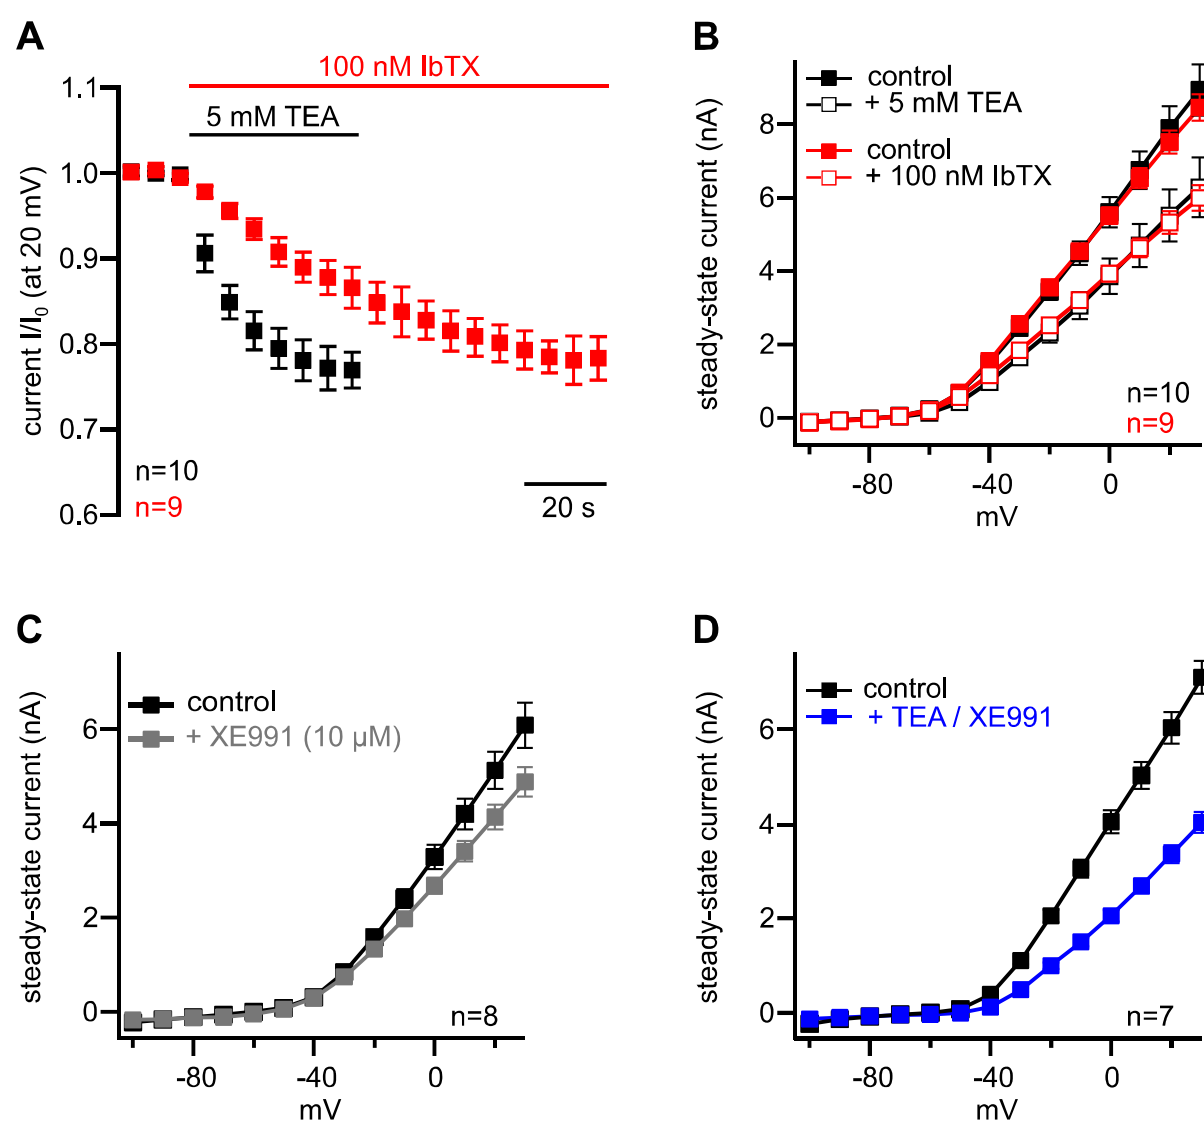 A
100 nM IbTX
5 mM TEA
current I/I0 (at 20 mV)
1.1
1.0
0.9
0.8
0.7
0.6
n=10
n=9
20 s
B
control
+ 5 mM TEA
control
+ 100 nM IbTX
steady-state current (nA)
8
6
4
2
0
n=10
n=9
-80 -40 0
mV
C
control
+ XE991 (10 µM)
steady-state current (nA)
6
4
2
0
n=8
-80 -40 0
mV
D
control
+ TEA / XE991
steady-state current (nA)
6
4
2
0
n=7
-80 -40 0
mV